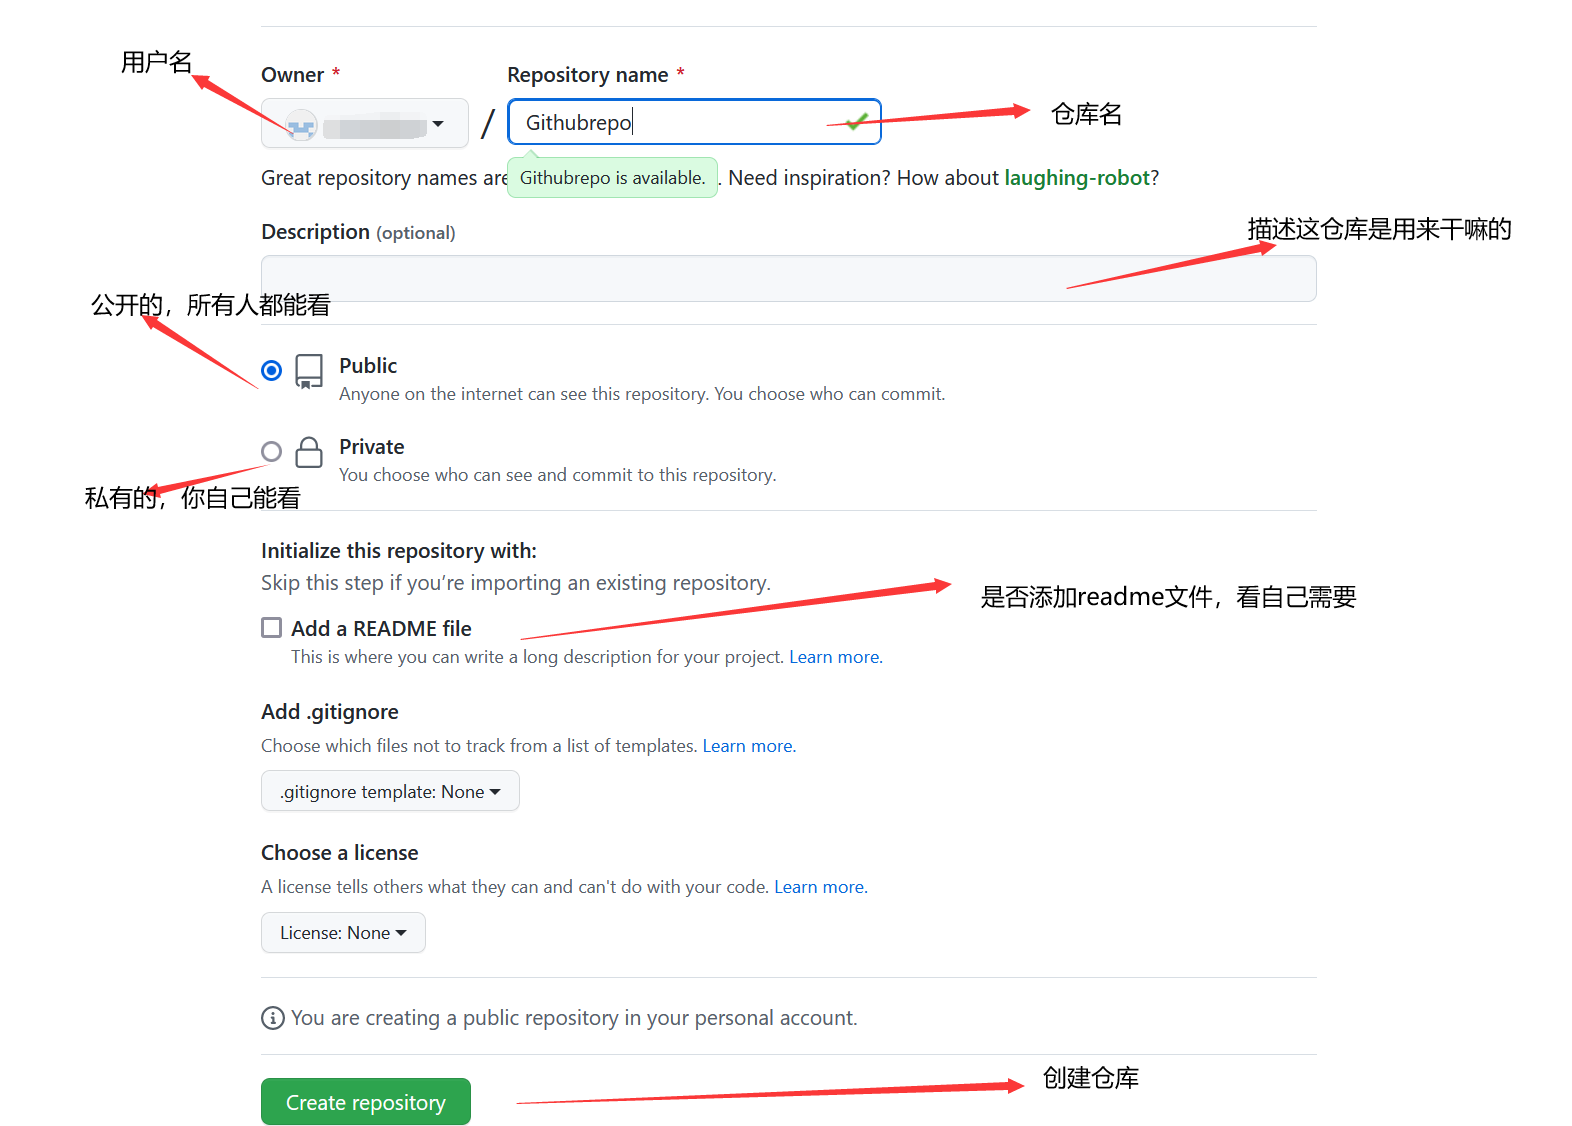 用户名
Owner *
Repository name *
/
Githubrepo
仓库名
Great repository names are
Githubrepo is available.
. Need inspiration? How about laughing-robot?
描述这仓库是用来干嘛的
Description (optional)
公开的，所有人都能看
Public
Anyone on the internet can see this repository. You choose who can commit.
Private
You choose who can see and commit to this repository.
私有的，你自己能看
Initialize this repository with:
Skip this step if you’re importing an existing repository.
是否添加readme文件，看自己需要
Add a README file
This is where you can write a long description for your project. Learn more.
Add .gitignore
Choose which files not to track from a list of templates. Learn more.
.gitignore template: None
Choose a license
A license tells others what they can and can't do with your code. Learn more.
License: None
You are creating a public repository in your personal account.
创建仓库
Create repository